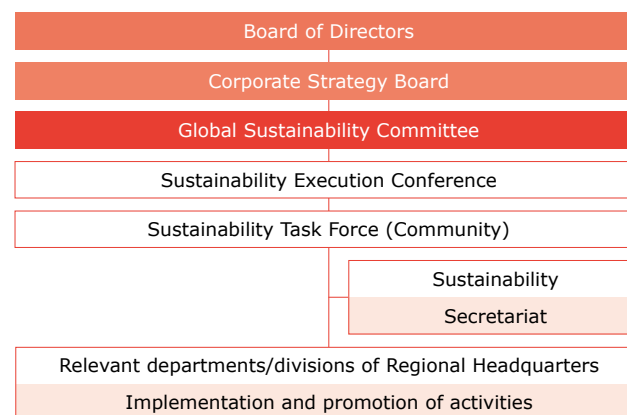 Board of Directors
Corporate Strategy Board
Global Sustainability Committee
Sustainability Execution Conference
Sustainability Task Force (Community)
Sustainability
Secretariat
Relevant departments/divisions of Regional Headquarters
Implementation and promotion of activities